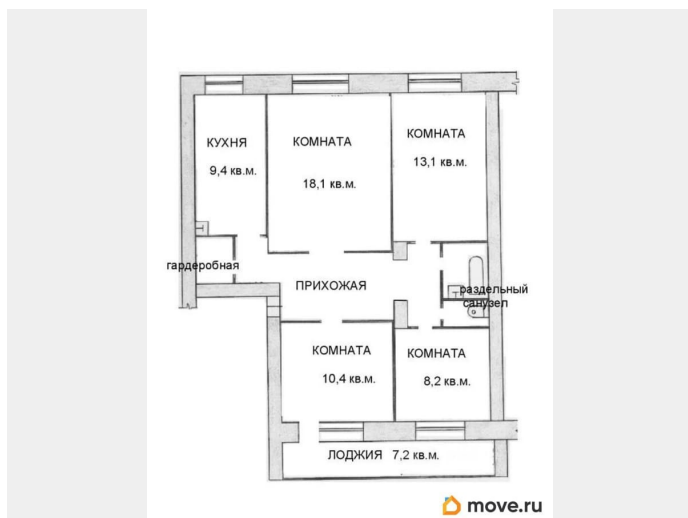 КУХНЯ
9,4 кв.м.
КОМНАТА
18,1 кв.м.
КОМНАТА
13,1 кв.м.
гардеробная
ПРИХОЖАЯ
раздельный
санузел
КОМНАТА
10,4 кв.м.
КОМНАТА
8,2 кв.м.
ЛОДЖИЯ 7,2 кв.м.
move.ru